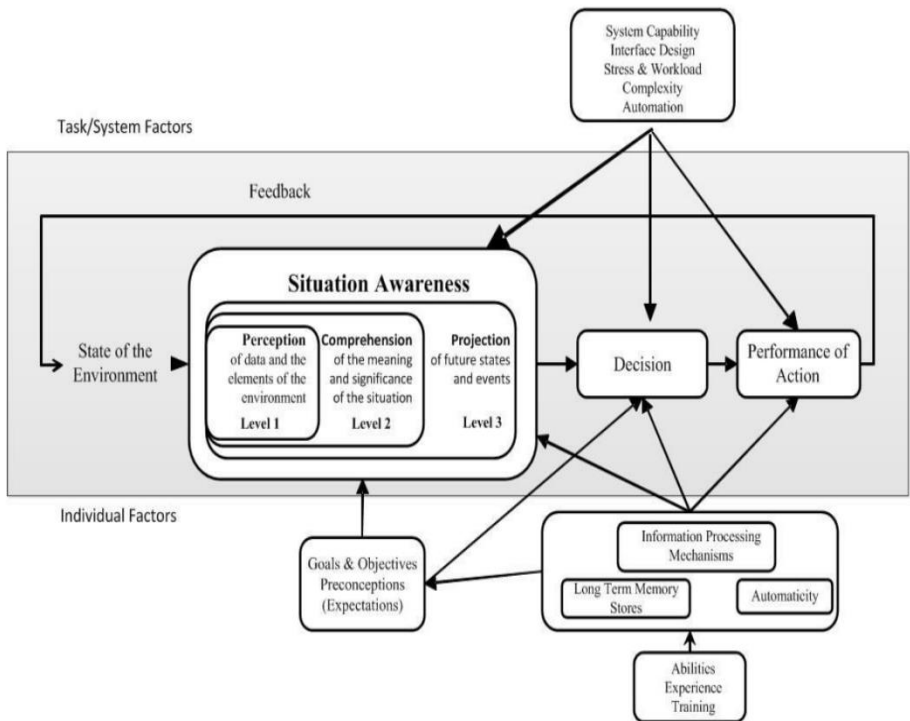 System Capability
Interface Design
Stress & Workload
Complexity
Automation
Task/System Factors
Feedback
Situation Awareness
State of the
Environment
Perception
of data and the
elements of the
environment
Level 1
Comprehension
of the meaning
and significance
of the situation
Level 2
Projection
of future states
and events
Level 3
Decision
Performance of
Action
Individual Factors
Goals & Objectives
Preconceptions
(Expectations)
Information Processing
Mechanisms
Long Term Memory
Stores
Automaticity
Abilities
Experience
Training